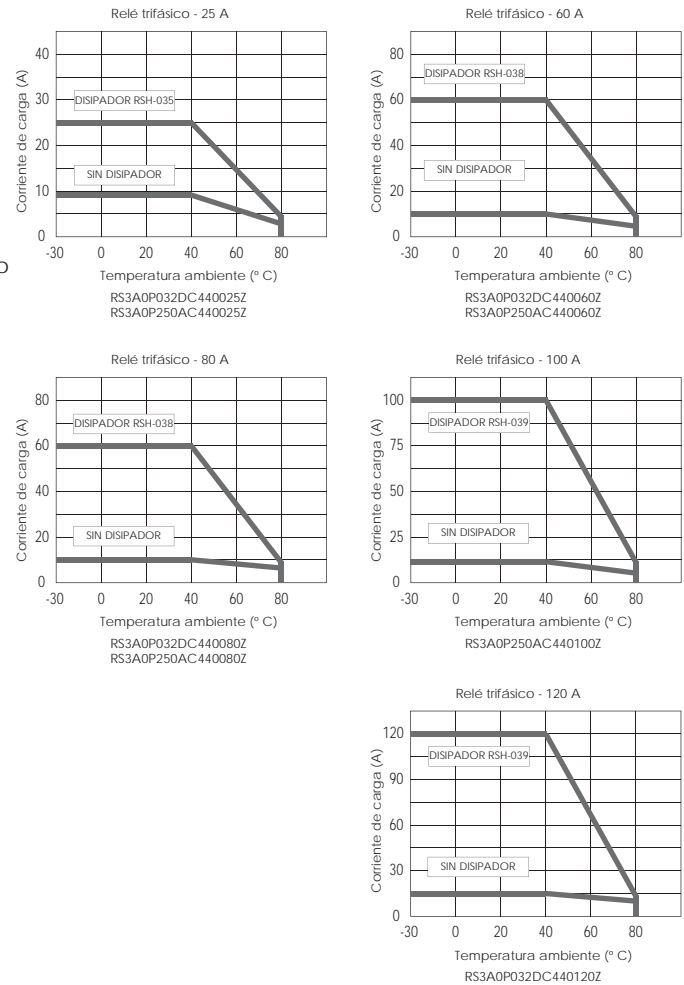 Relé trifásico - 25 A
40
30
20
10
0
Corriente de carga (A)
DISIPADOR RSH-035
SIN DISIPADOR
-30 0 20 40 60 80
Temperatura ambiente (º C)
RS3A0P032DC440025Z
RS3A0P250AC440025Z
O
Relé trifásico - 60 A
80
60
40
20
0
Corriente de carga (A)
DISIPADOR RSH-038
SIN DISIPADOR
-30 0 20 40 60 80
Temperatura ambiente (º C)
RS3A0P032DC440060Z
RS3A0P250AC440060Z
Relé trifásico - 80 A
80
60
40
20
0
Corriente de carga (A)
DISIPADOR RSH-038
SIN DISIPADOR
-30 0 20 40 60 80
Temperatura ambiente (º C)
RS3A0P032DC440080Z
RS3A0P250AC440080Z
Relé trifásico - 100 A
100
75
50
25
0
Corriente de carga (A)
DISIPADOR RSH-039
SIN DISIPADOR
-30 0 20 40 60 80
Temperatura ambiente (º C)
RS3A0P250AC440100Z
Relé trifásico - 120 A
120
90
60
30
0
Corriente de carga (A)
DISIPADOR RSH-039
SIN DISIPADOR
-30 0 20 40 60 80
Temperatura ambiente (º C)
RS3A0P032DC440120Z